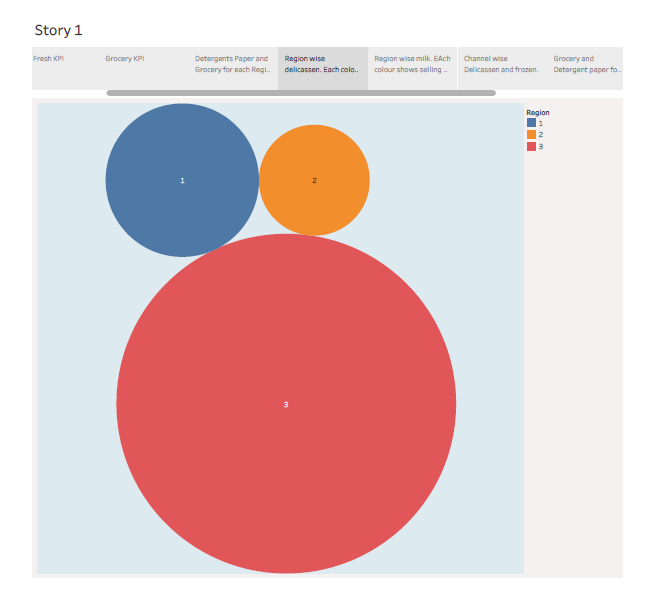 Story 1
Fresh KPI
Grocery KPI
Detergents Paper and
Grocery for each Regi..
Region wise
delicassen. Each colo..
Region wise milk. EAch
colour shows selling ..
Channel wise
Delicassen and frozen.
Grocery and
Detergent paper fo..
Region
1
2
3
1
2
3